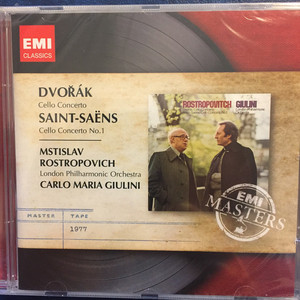 EMI
CLASSICS
DVOŘÁK
Cello Concerto
SAINT-SAËNS
Cello Concerto No.1
MSTISLAV
ROSTROPOVICH
London Philharmonic Orchestra
CARLO MARIA GIULINI
ROSTROPOVITCH GIULINI
EMI
MASTERS
MASTER TAPE
1977